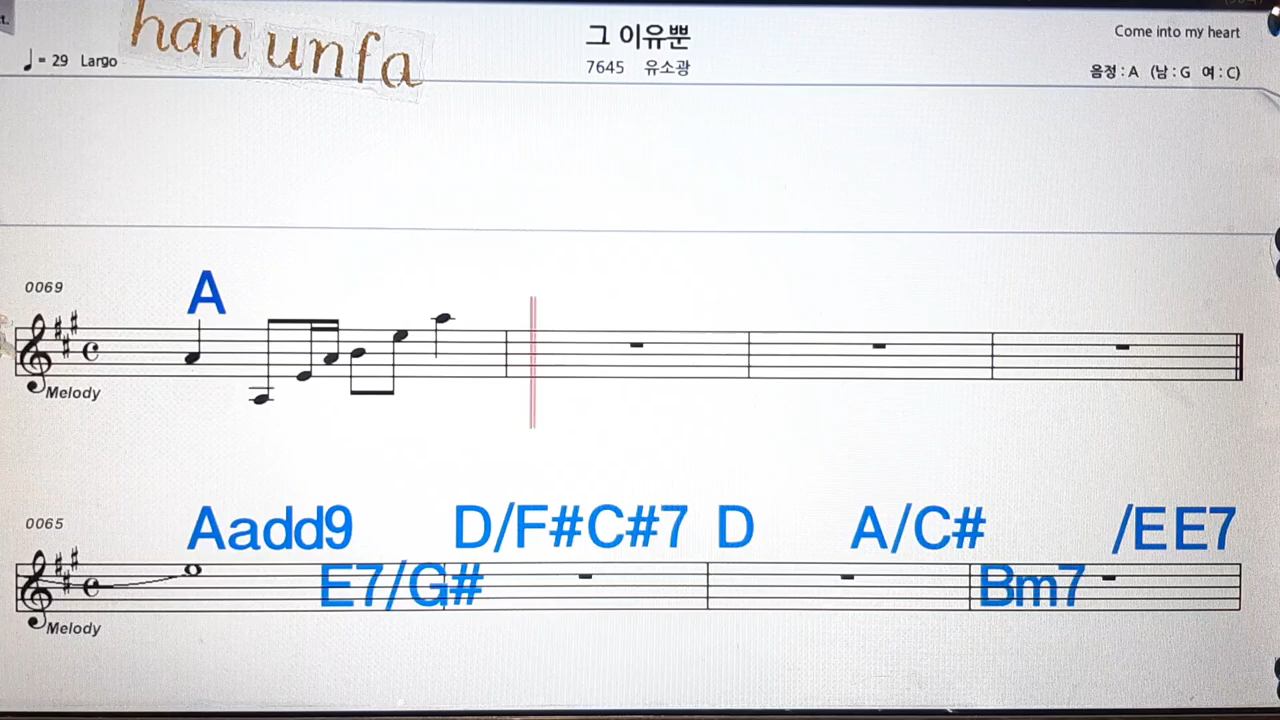 t.
han unfa
그 이유뿐
Come into my heart
♩ = 29 Largo
7645 유소광
음정 : A (남 : G 여 : C)
0069
A
Melody
0065
Aadd9 D/F#C#7 D A/C# /EE7
E7/G# Bm7
Melody